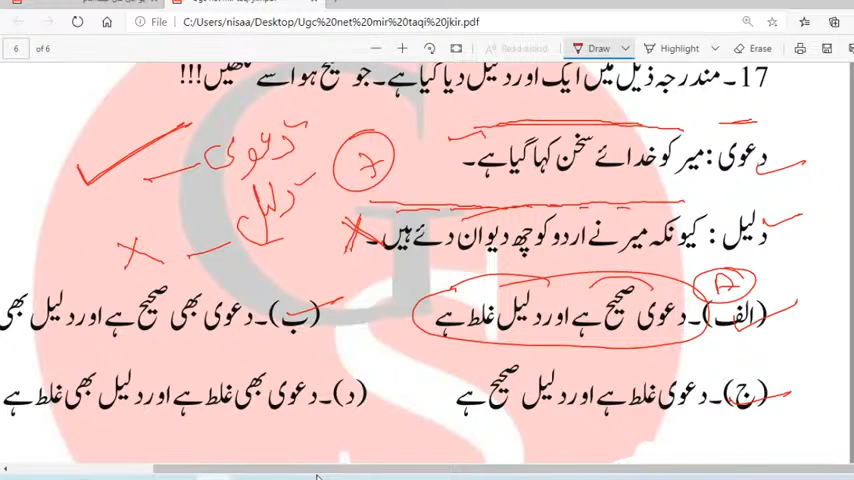 File | C:/Users/nisaa/Desktop/Ugc%20net%20mir%20taqi%20jkir.pdf
6 of 6 Read aloud Draw Highlight Erase
17۔ مندرجہ ذیل میں ایک اور دلیل دیا گیا ہے۔ جو صحیح ہو اسے لکھیں!!!
دعوی : میر کو خدائے سخن کہا گیا ہے۔
دعوی
دلیل : کیونکہ میر نے اردو کو چھ دیوان دئے ہیں۔
دلیل
A
(الف)۔ دعوی صحیح ہے اور دلیل غلط ہے
(ب)۔ دعوی بھی صحیح ہے اور دلیل بھی
(ج)۔ دعوی غلط ہے اور دلیل صحیح ہے
(د)۔ دعوی بھی غلط ہے اور دلیل بھی غلط ہے